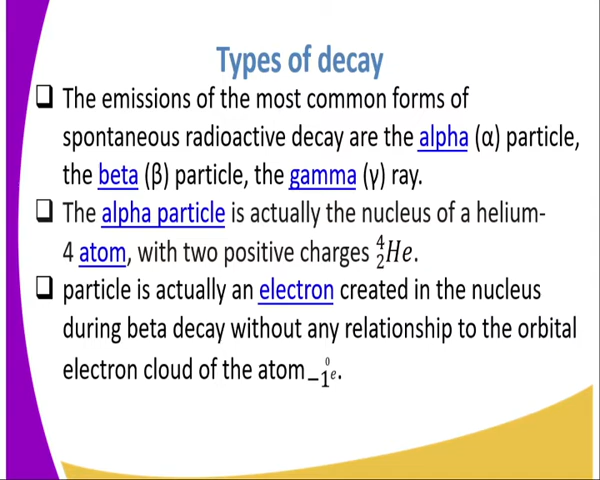 Types of decay
❑ The emissions of the most common forms of
spontaneous radioactive decay are the alpha (α) particle,
the beta (β) particle, the gamma (γ) ray.
❑ The alpha particle is actually the nucleus of a helium-
4 atom, with two positive charges ⁴₂He.
❑ particle is actually an electron created in the nucleus
during beta decay without any relationship to the orbital
electron cloud of the atom ₋₁⁰e.